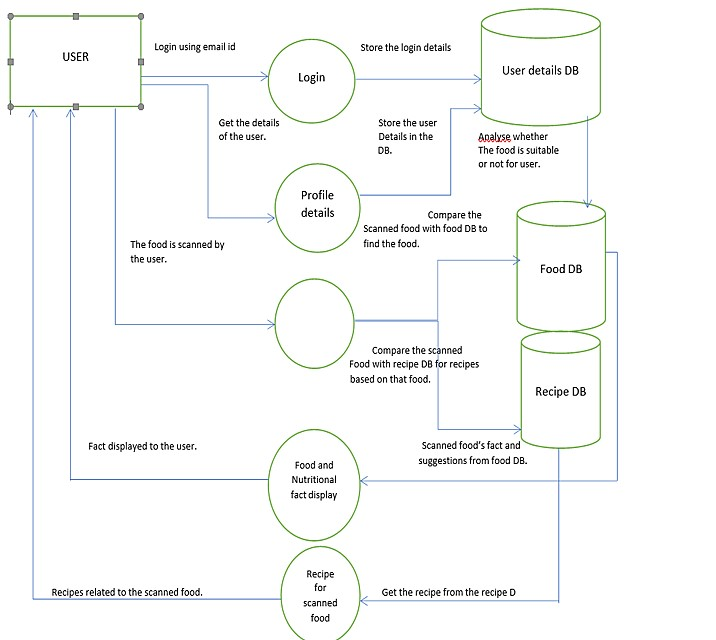 USER
Login using email id
Login
Store the login details
User details DB
Get the details
of the user.
Store the user
Details in the
DB.
Analyse whether
The food is suitable
or not for user.
Profile
details
Compare the
Scanned food with food DB to
find the food.
The food is scanned by
the user.
Food DB
Compare the scanned
Food with recipe DB for recipes
based on that food.
Recipe DB
Fact displayed to the user.
Scanned food's fact and
suggestions from food DB.
Food and
Nutritional
fact display
Recipes related to the scanned food.
Recipe
for
scanned
food
Get the recipe from the recipe D